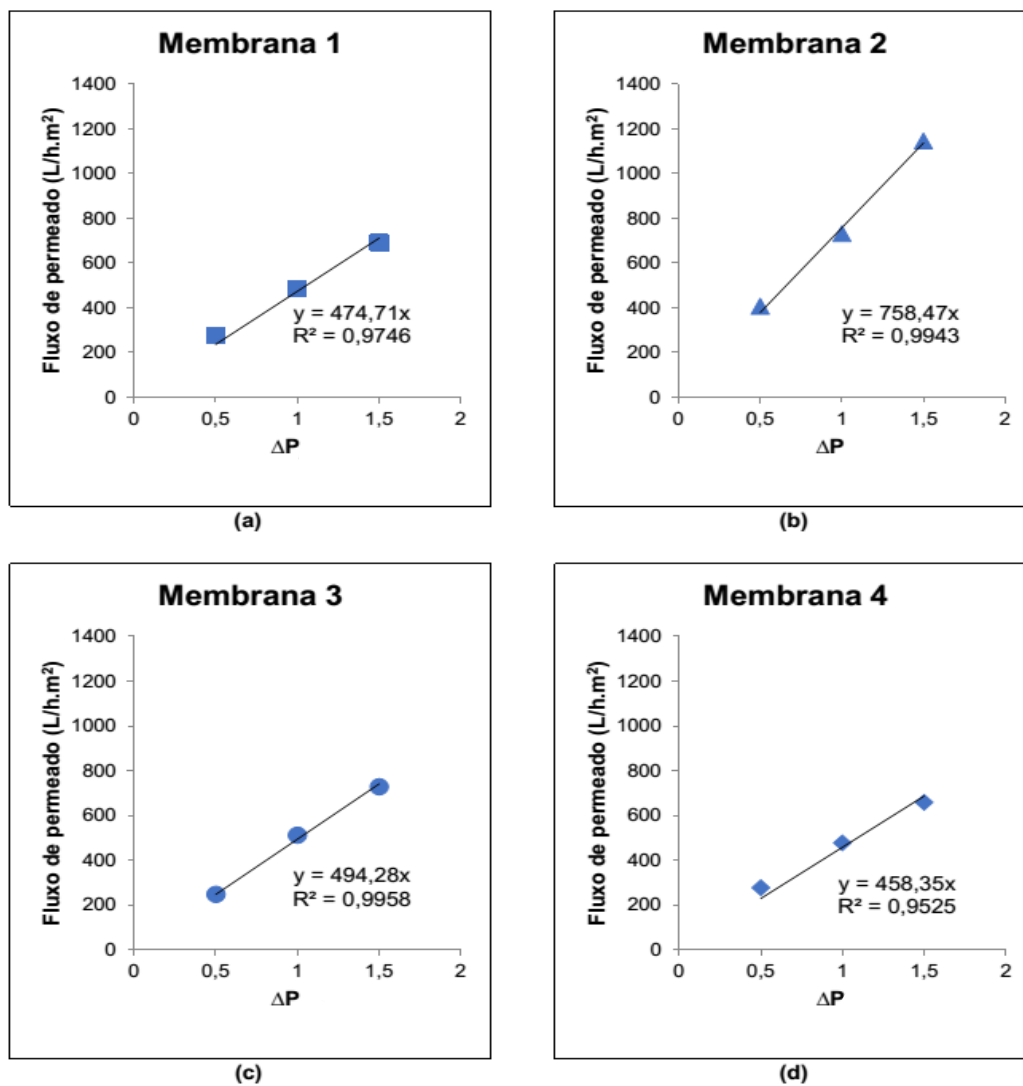 Membrana 1
Fluxo de permeado (L/h.m²)
1400
1200
1000
800
600
400
200
0
y = 474,71x
R² = 0,9746
0 0,5 1 1,5 2
ΔP
(a)
Membrana 2
Fluxo de permeado (L/h.m²)
1400
1200
1000
800
600
400
200
0
y = 758,47x
R² = 0,9943
0 0,5 1 1,5 2
ΔP
(b)
Membrana 3
Fluxo de permeado (L/h.m²)
1400
1200
1000
800
600
400
200
0
y = 494,28x
R² = 0,9958
0 0,5 1 1,5 2
ΔP
(c)
Membrana 4
Fluxo de permeado (L/h.m²)
1400
1200
1000
800
600
400
200
0
y = 458,35x
R² = 0,9525
0 0,5 1 1,5 2
ΔP
(d)